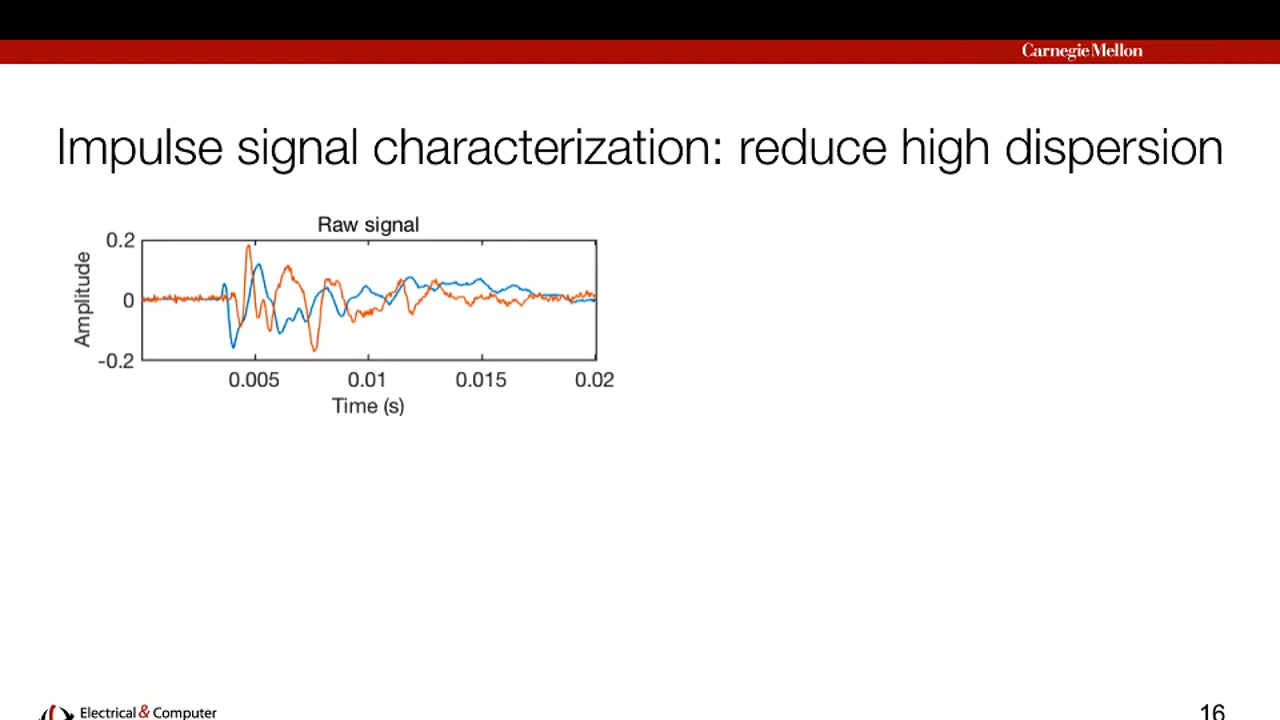 Carnegie Mellon
Impulse signal characterization: reduce high dispersion
Raw signal
0.2
Amplitude
0
-0.2
0.005 0.01 0.015 0.02
Time (s)
Electrical & Computer
16